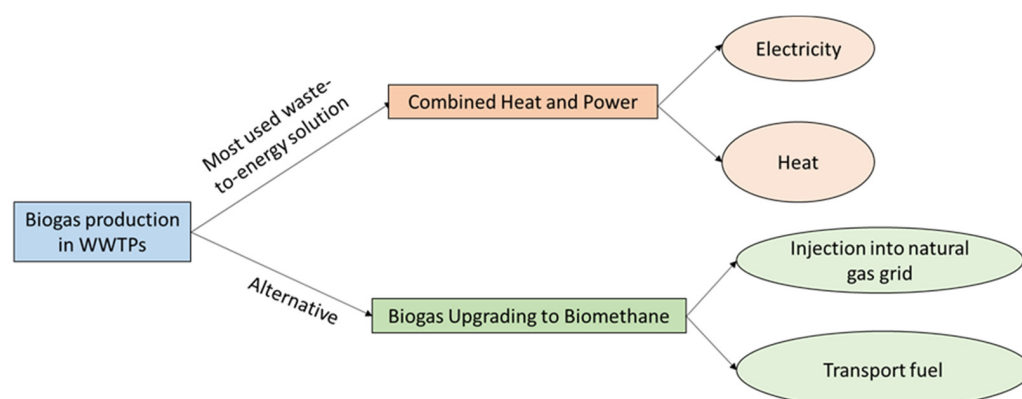 Biogas production
in WWTPs
Most used waste-
to-energy solution
Combined Heat and Power
Electricity
Heat
Alternative
Biogas Upgrading to Biomethane
Injection into natural
gas grid
Transport fuel